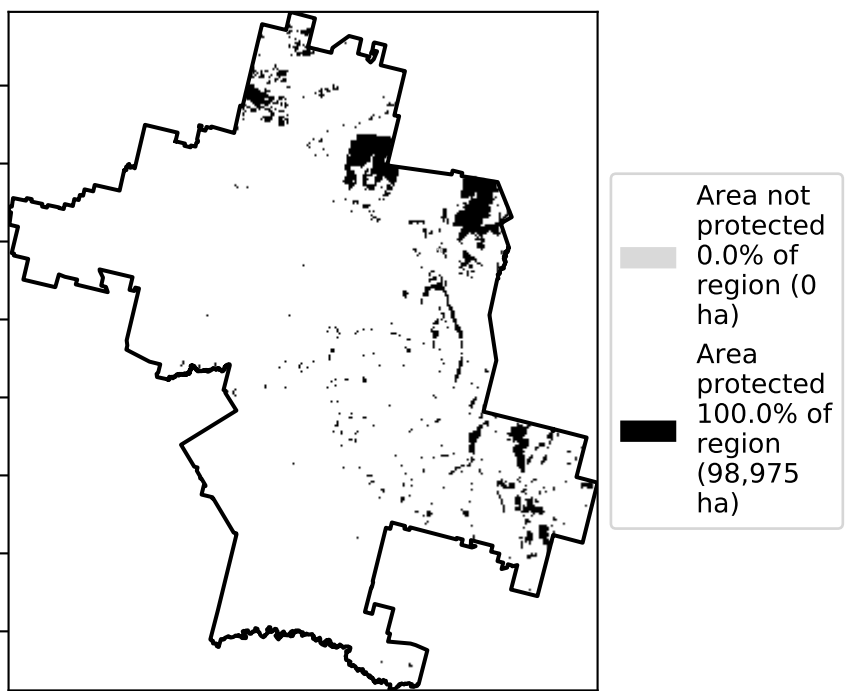 Area not
protected
0.0% of
region (0
ha)
Area
protected
100.0% of
region
(98,975
ha)